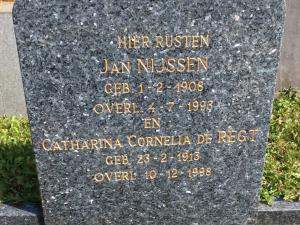 HIER RUSTEN
JAN NIJSSEN
GEB. 1-2-1908
OVERL. 4-7-1993
EN
CATHARINA CORNELIA DE REGT
GEB. 23-2-1913
OVERL. 10-12-1998